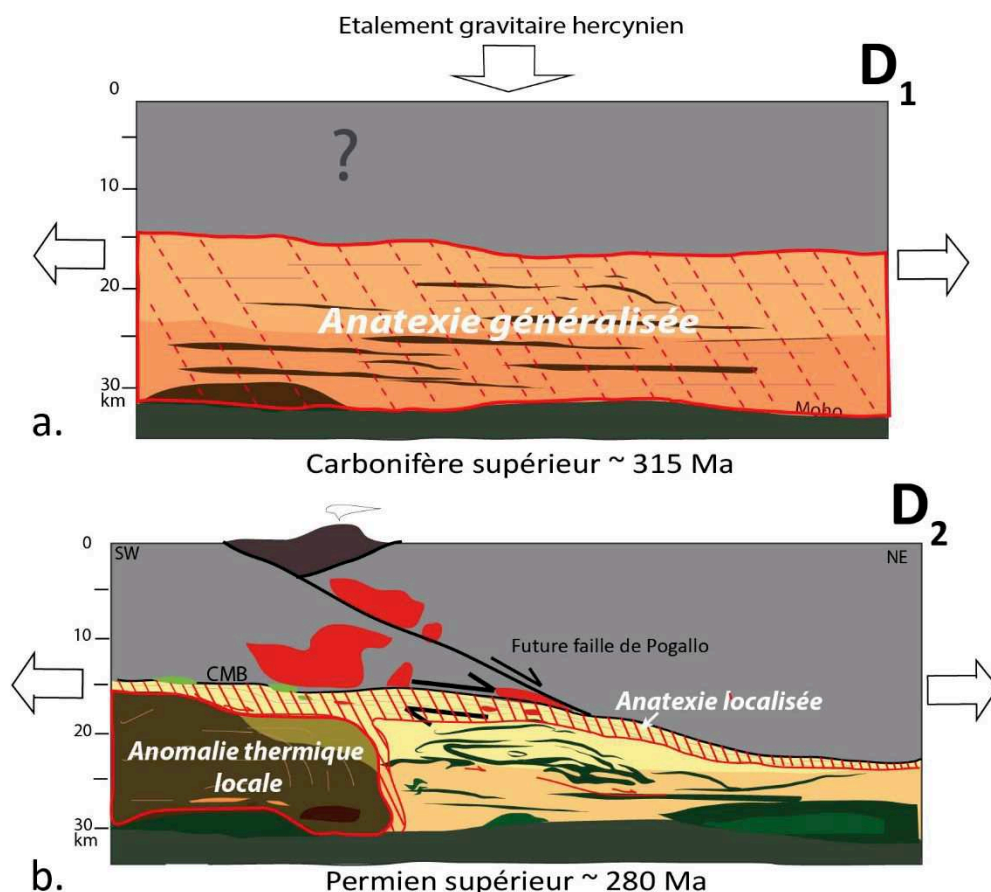 Etalement gravitaire hercynien
D1
0
10
20
30
km
?
Anatexie généralisée
Moho
a.
Carbonifère supérieur ~ 315 Ma
D2
0
SW
NE
10
Future faille de Pogallo
CMB
Anatexie localisée
20
Anomalie thermique
locale
30
km
b.
Permien supérieur ~ 280 Ma